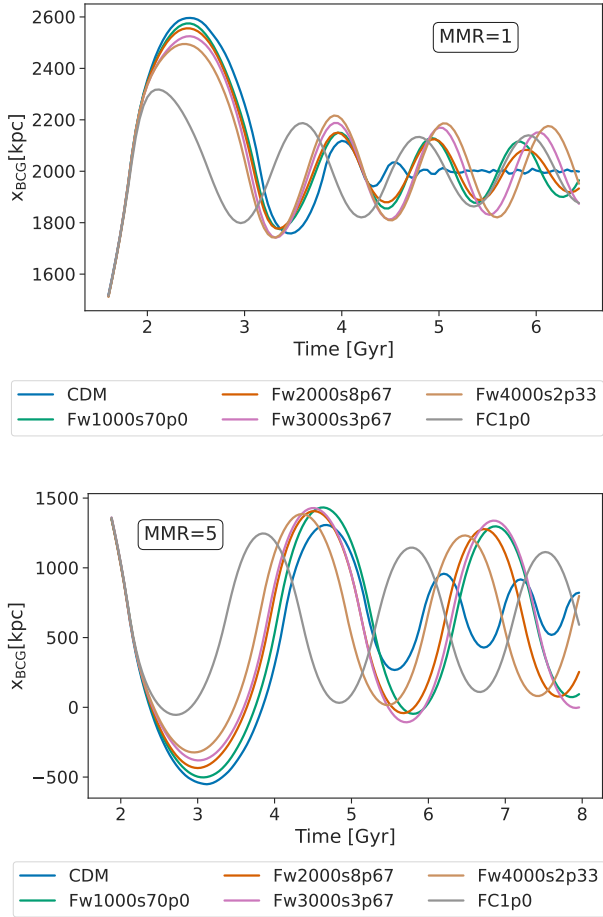 2600
2400
2200
2000
1800
1600
x_BCG[kpc]
MMR=1
2 3 4 5 6
Time [Gyr]
CDM Fw2000s8p67 Fw4000s2p33
Fw1000s70p0 Fw3000s3p67 FC1p0
1500
1000
500
0
−500
x_BCG[kpc]
MMR=5
2 3 4 5 6 7 8
Time [Gyr]
CDM Fw2000s8p67 Fw4000s2p33
Fw1000s70p0 Fw3000s3p67 FC1p0